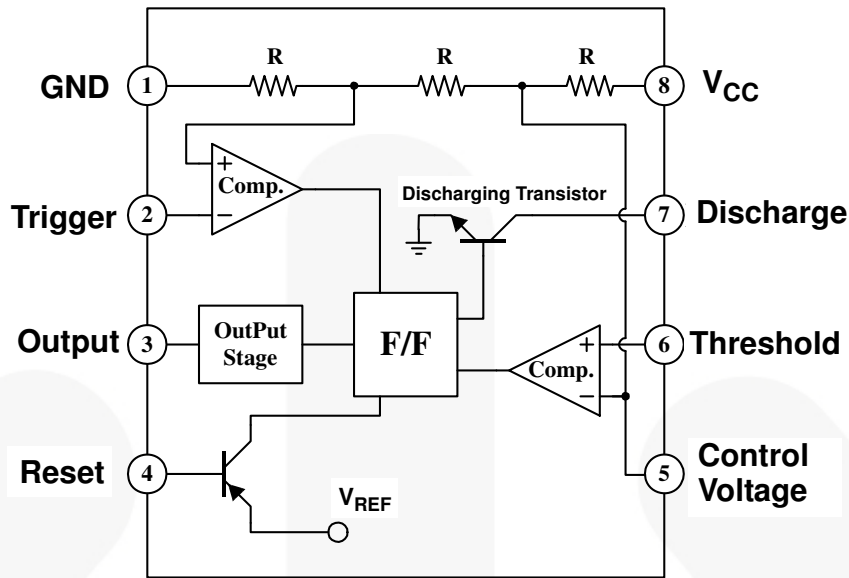 R R R
GND 1 8 VCC
+
Comp.
−
Discharging Transistor
Trigger 2 7 Discharge
Output 3
OutPut
Stage
F/F
+
Comp.
−
6 Threshold
Reset 4
VREF
5 Control
Voltage